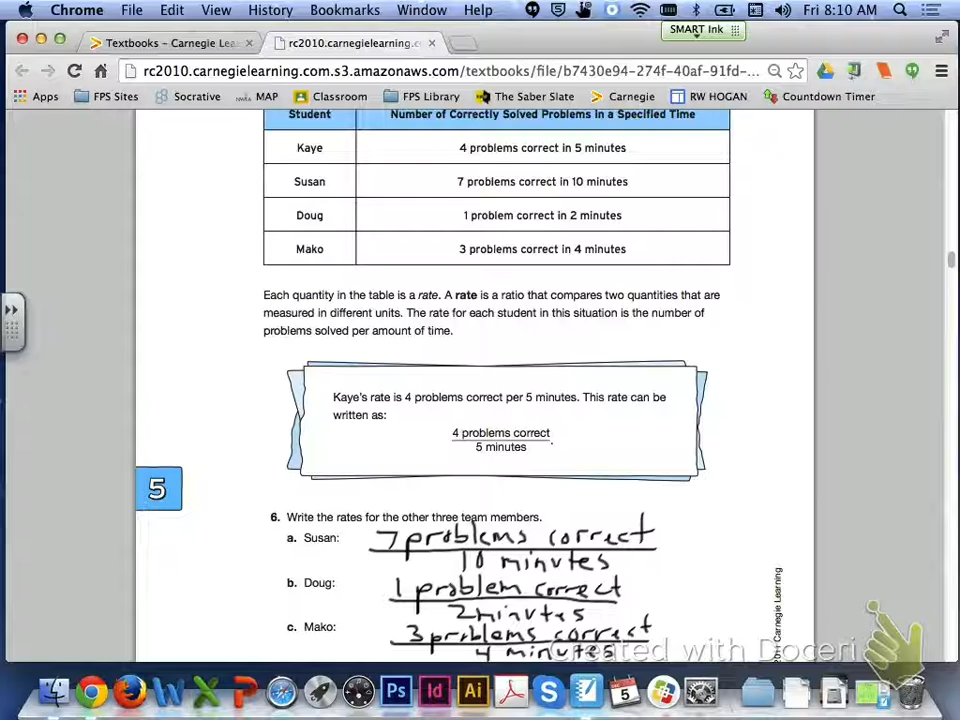 Chrome File Edit View History Bookmarks Window Help Fri 8:10 AM
SMART Ink
Textbooks – Carnegie Lea
rc2010.carnegielearning.c
rc2010.carnegielearning.com.s3.amazonaws.com/textbooks/file/b7430e94-274f-40af-91fd-...
Apps FPS Sites Socrative MAP Classroom FPS Library The Saber Slate Carnegie RW HOGAN Countdown Timer
Student Number of Correctly Solved Problems in a Specified Time
Kaye 4 problems correct in 5 minutes
Susan 7 problems correct in 10 minutes
Doug 1 problem correct in 2 minutes
Mako 3 problems correct in 4 minutes
Each quantity in the table is a rate. A rate is a ratio that compares two quantities that are
measured in different units. The rate for each student in this situation is the number of
problems solved per amount of time.
Kaye's rate is 4 problems correct per 5 minutes. This rate can be
written as:
4 problems correct
5 minutes
.
5
6. Write the rates for the other three team members.
a. Susan: 7 problems correct
10 minutes
b. Doug: 1 problem correct
2 minutes
c. Mako: 3 problems correct
4 minutes
Carnegie Learning
Created with Doceri
Ps Id Ai
5